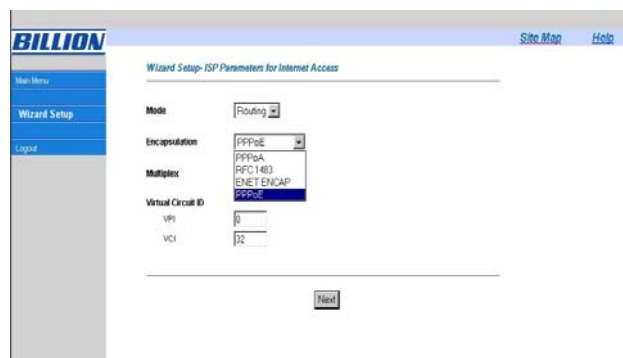 Site Map Help
BILLION
Wizard Setup- ISP Parameters for Internet Access
Main Menu
Wizard Setup
Logout
Mode Routing
Encapsulation PPPoE
PPPoA
RFC 1483
ENET ENCAP
PPPoE
Multiplex
Virtual Circuit ID
VPI 0
VCI 32
Next